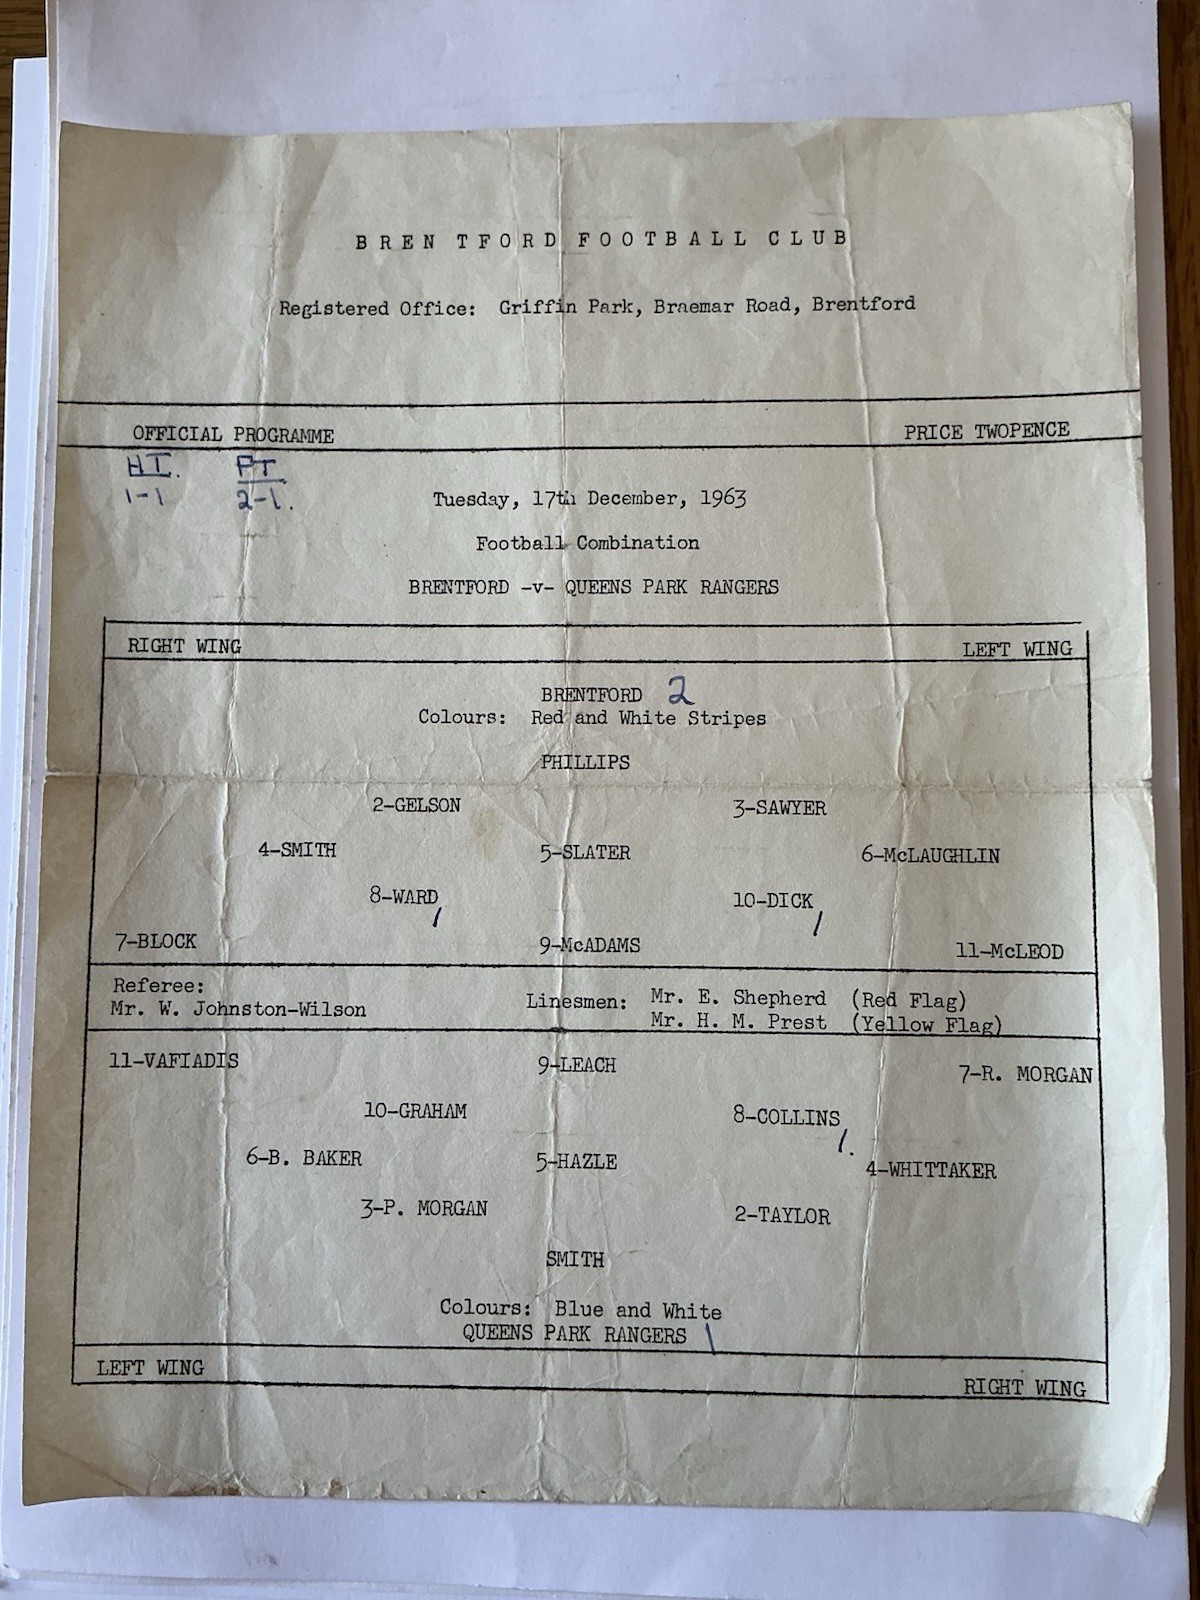 BRENTFORD FOOTBALL CLUB
Registered Office: Griffin Park, Braemar Road, Brentford
OFFICIAL PROGRAMME PRICE TWOPENCE
HT. FT
1-1 2-1.
Tuesday, 17th December, 1963
Football Combination
BRENTFORD -v- QUEENS PARK RANGERS
RIGHT WING LEFT WING
BRENTFORD 2
Colours: Red and White Stripes
PHILLIPS
2-GELSON 3-SAWYER
4-SMITH 5-SLATER 6-McLAUGHLIN
8-WARD / 10-DICK /
7-BLOCK 9-McADAMS 11-McLEOD
Referee:
Mr. W. Johnston-Wilson
Linesmen: Mr. E. Shepherd (Red Flag)
Mr. H. M. Prest (Yellow Flag)
11-VAFIADIS 9-LEACH 7-R. MORGAN
10-GRAHAM 8-COLLINS /.
6-B. BAKER 5-HAZLE 4-WHITTAKER
3-P. MORGAN 2-TAYLOR
SMITH
Colours: Blue and White
QUEENS PARK RANGERS 1
LEFT WING RIGHT WING